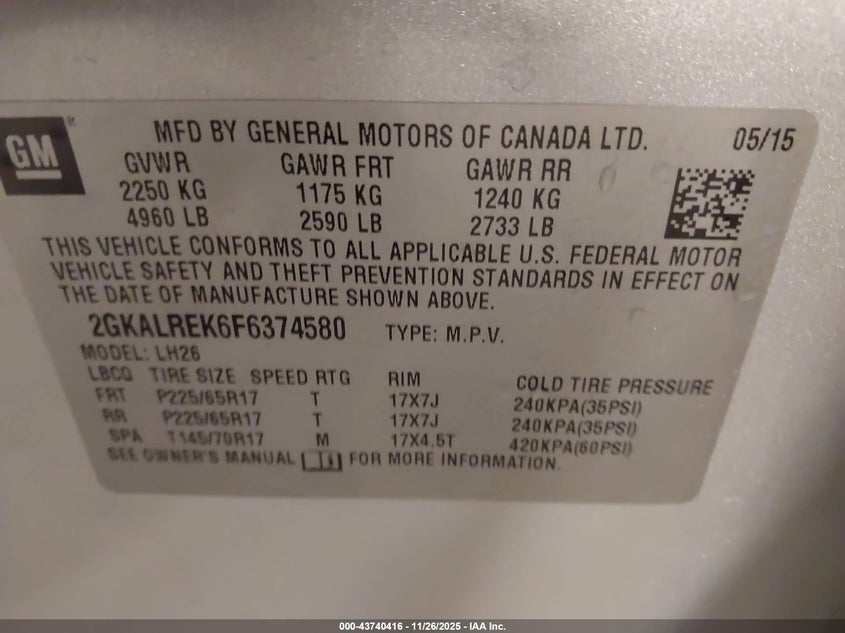 GM®
MFD BY GENERAL MOTORS OF CANADA LTD. 05/15
GVWR GAWR FRT GAWR RR
2250 KG 1175 KG 1240 KG
4960 LB 2590 LB 2733 LB
THIS VEHICLE CONFORMS TO ALL APPLICABLE U.S. FEDERAL MOTOR
VEHICLE SAFETY AND THEFT PREVENTION STANDARDS IN EFFECT ON
THE DATE OF MANUFACTURE SHOWN ABOVE.
2GKALREK6F6374580 TYPE: M.P.V.
MODEL: LH26
LBCQ TIRE SIZE SPEED RTG RIM COLD TIRE PRESSURE
FRT P225/65R17 T 17X7J 240KPA(35PSI)
RR P225/65R17 T 17X7J 240KPA(35PSI)
SPA T145/70R17 M 17X4.5T 420KPA(60PSI)
SEE OWNER'S MANUAL FOR MORE INFORMATION.
000-43740416 - 11/26/2025 - IAA Inc.